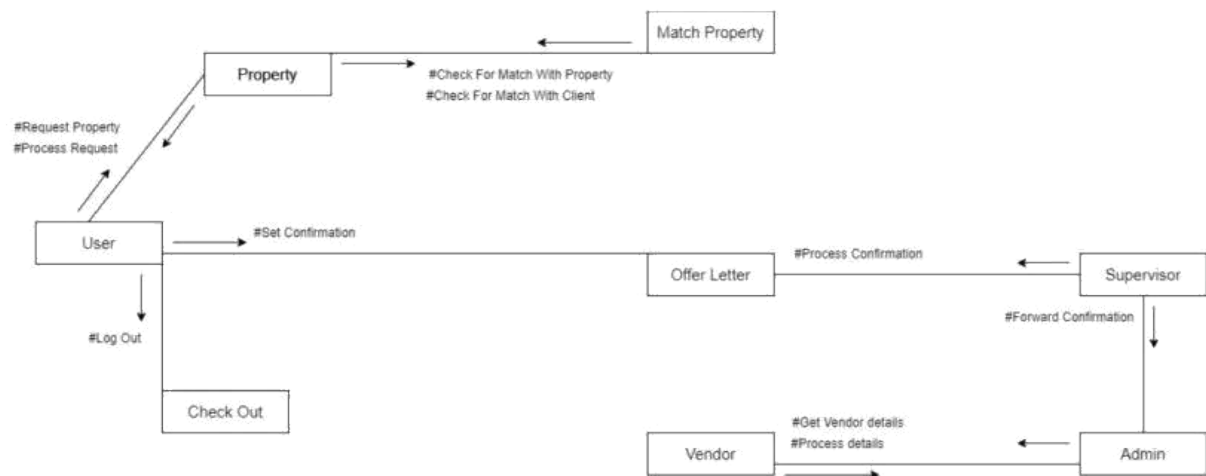 Match Property
Property
#Check For Match With Property
#Check For Match With Client
#Request Property
#Process Request
User
#Set Confirmation
Offer Letter
#Process Confirmation
Supervisor
#Forward Confirmation
#Log Out
Check Out
#Get Vendor details
#Process details
Vendor
Admin